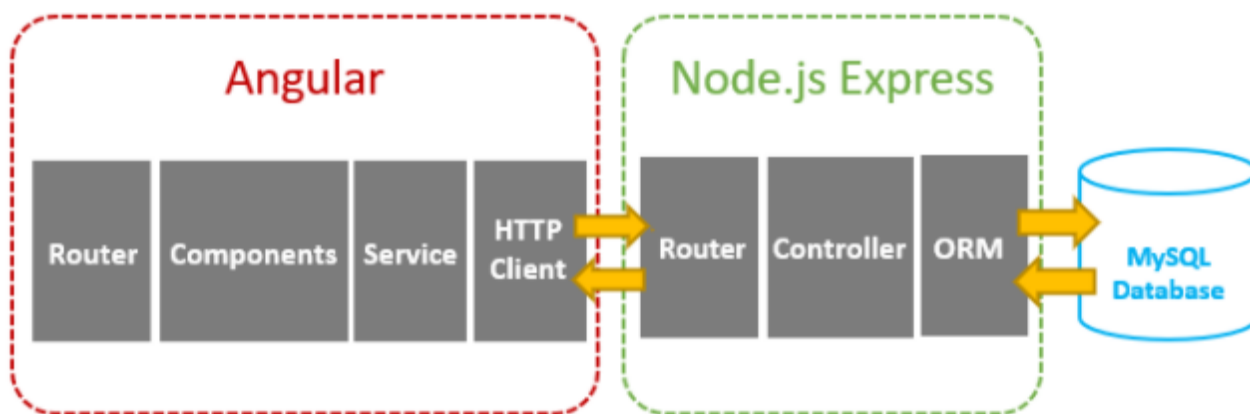 Angular
Node.js Express
Router
Components
Service
HTTP
Client
Router
Controller
ORM
MySQL
Database